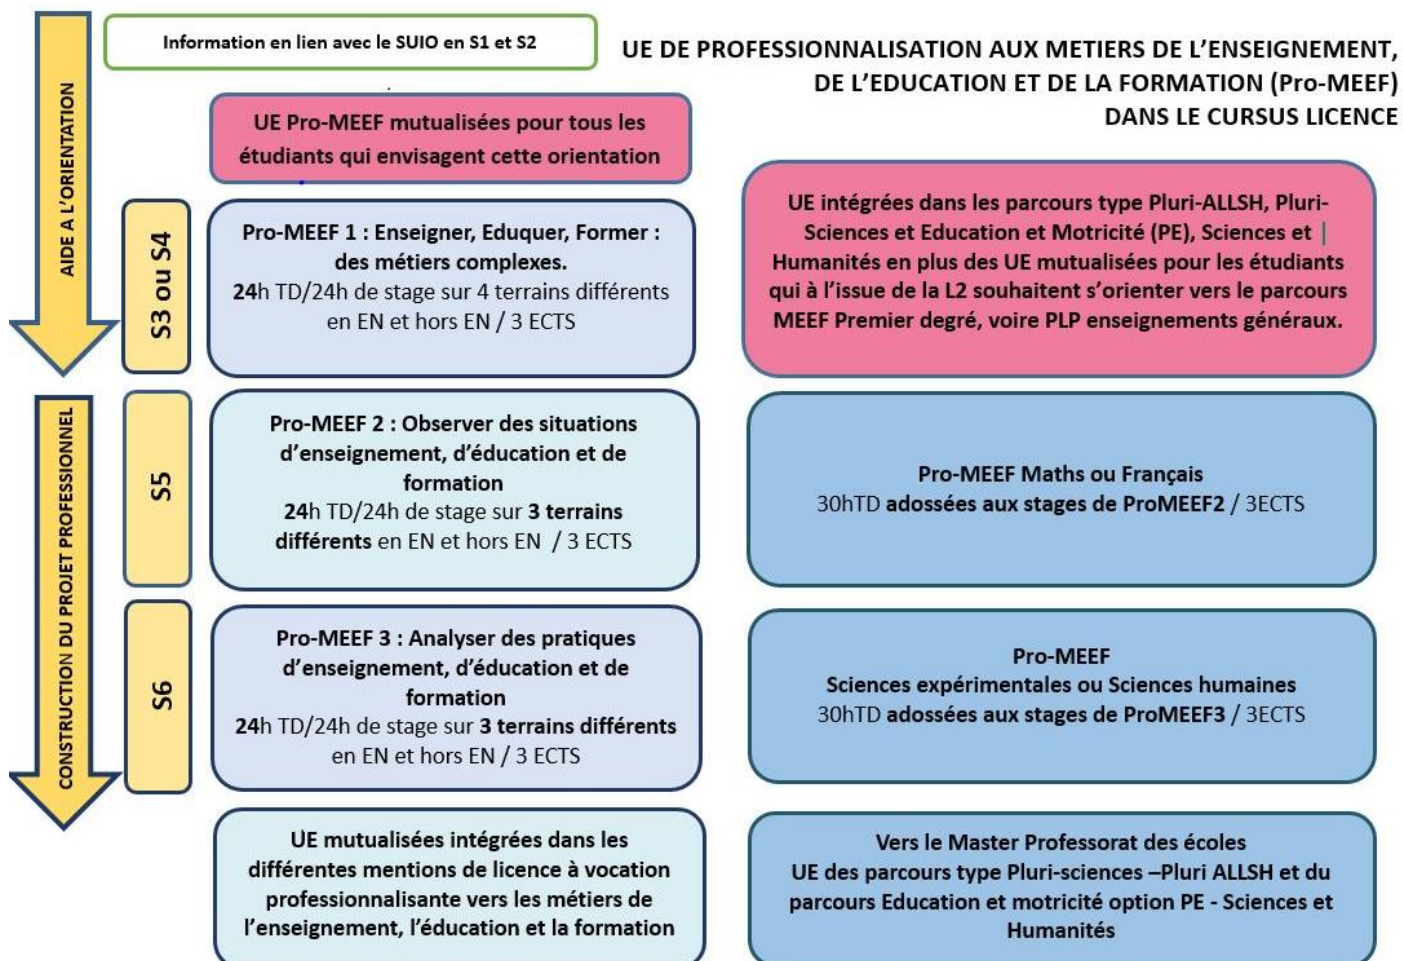 Information en lien avec le SUIO en S1 et S2
UE DE PROFESSIONNALISATION AUX METIERS DE L'ENSEIGNEMENT,
DE L'EDUCATION ET DE LA FORMATION (Pro-MEEF)
DANS LE CURSUS LICENCE
AIDE A L'ORIENTATION
UE Pro-MEEF mutualisées pour tous les
étudiants qui envisagent cette orientation
UE intégrées dans les parcours type Pluri-ALLSH, Pluri-
Sciences et Education et Motricité (PE), Sciences et |
Humanités en plus des UE mutualisées pour les étudiants
qui à l'issue de la L2 souhaitent s'orienter vers le parcours
MEEF Premier degré, voire PLP enseignements généraux.
S3 ou S4
Pro-MEEF 1 : Enseigner, Eduquer, Former :
des métiers complexes.
24h TD/24h de stage sur 4 terrains différents
en EN et hors EN / 3 ECTS
CONSTRUCTION DU PROJET PROFESSIONNEL
S5
Pro-MEEF 2 : Observer des situations
d'enseignement, d'éducation et de
formation
24h TD/24h de stage sur 3 terrains
différents en EN et hors EN / 3 ECTS
Pro-MEEF Maths ou Français
30hTD adossées aux stages de ProMEEF2 / 3ECTS
S6
Pro-MEEF 3 : Analyser des pratiques
d'enseignement, d'éducation et de
formation
24h TD/24h de stage sur 3 terrains différents
en EN et hors EN / 3 ECTS
Pro-MEEF
Sciences expérimentales ou Sciences humaines
30hTD adossées aux stages de ProMEEF3 / 3ECTS
UE mutualisées intégrées dans les
différentes mentions de licence à vocation
professionnalisante vers les métiers de
l'enseignement, l'éducation et la formation
Vers le Master Professorat des écoles
UE des parcours type Pluri-sciences –Pluri ALLSH et du
parcours Education et motricité option PE - Sciences et
Humanités